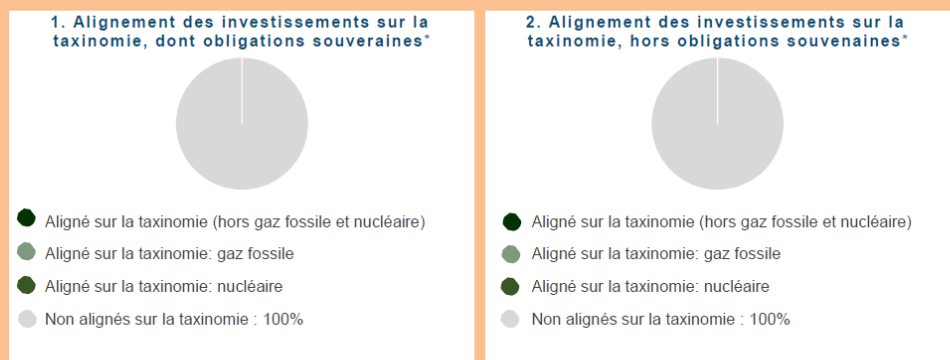 1. Alignement des investissements sur la
taxinomie, dont obligations souveraines*
Aligné sur la taxinomie (hors gaz fossile et nucléaire)
Aligné sur la taxinomie: gaz fossile
Aligné sur la taxinomie: nucléaire
Non alignés sur la taxinomie : 100%
2. Alignement des investissements sur la
taxinomie, hors obligations souvenaines*
Aligné sur la taxinomie (hors gaz fossile et nucléaire)
Aligné sur la taxinomie: gaz fossile
Aligné sur la taxinomie: nucléaire
Non alignés sur la taxinomie : 100%